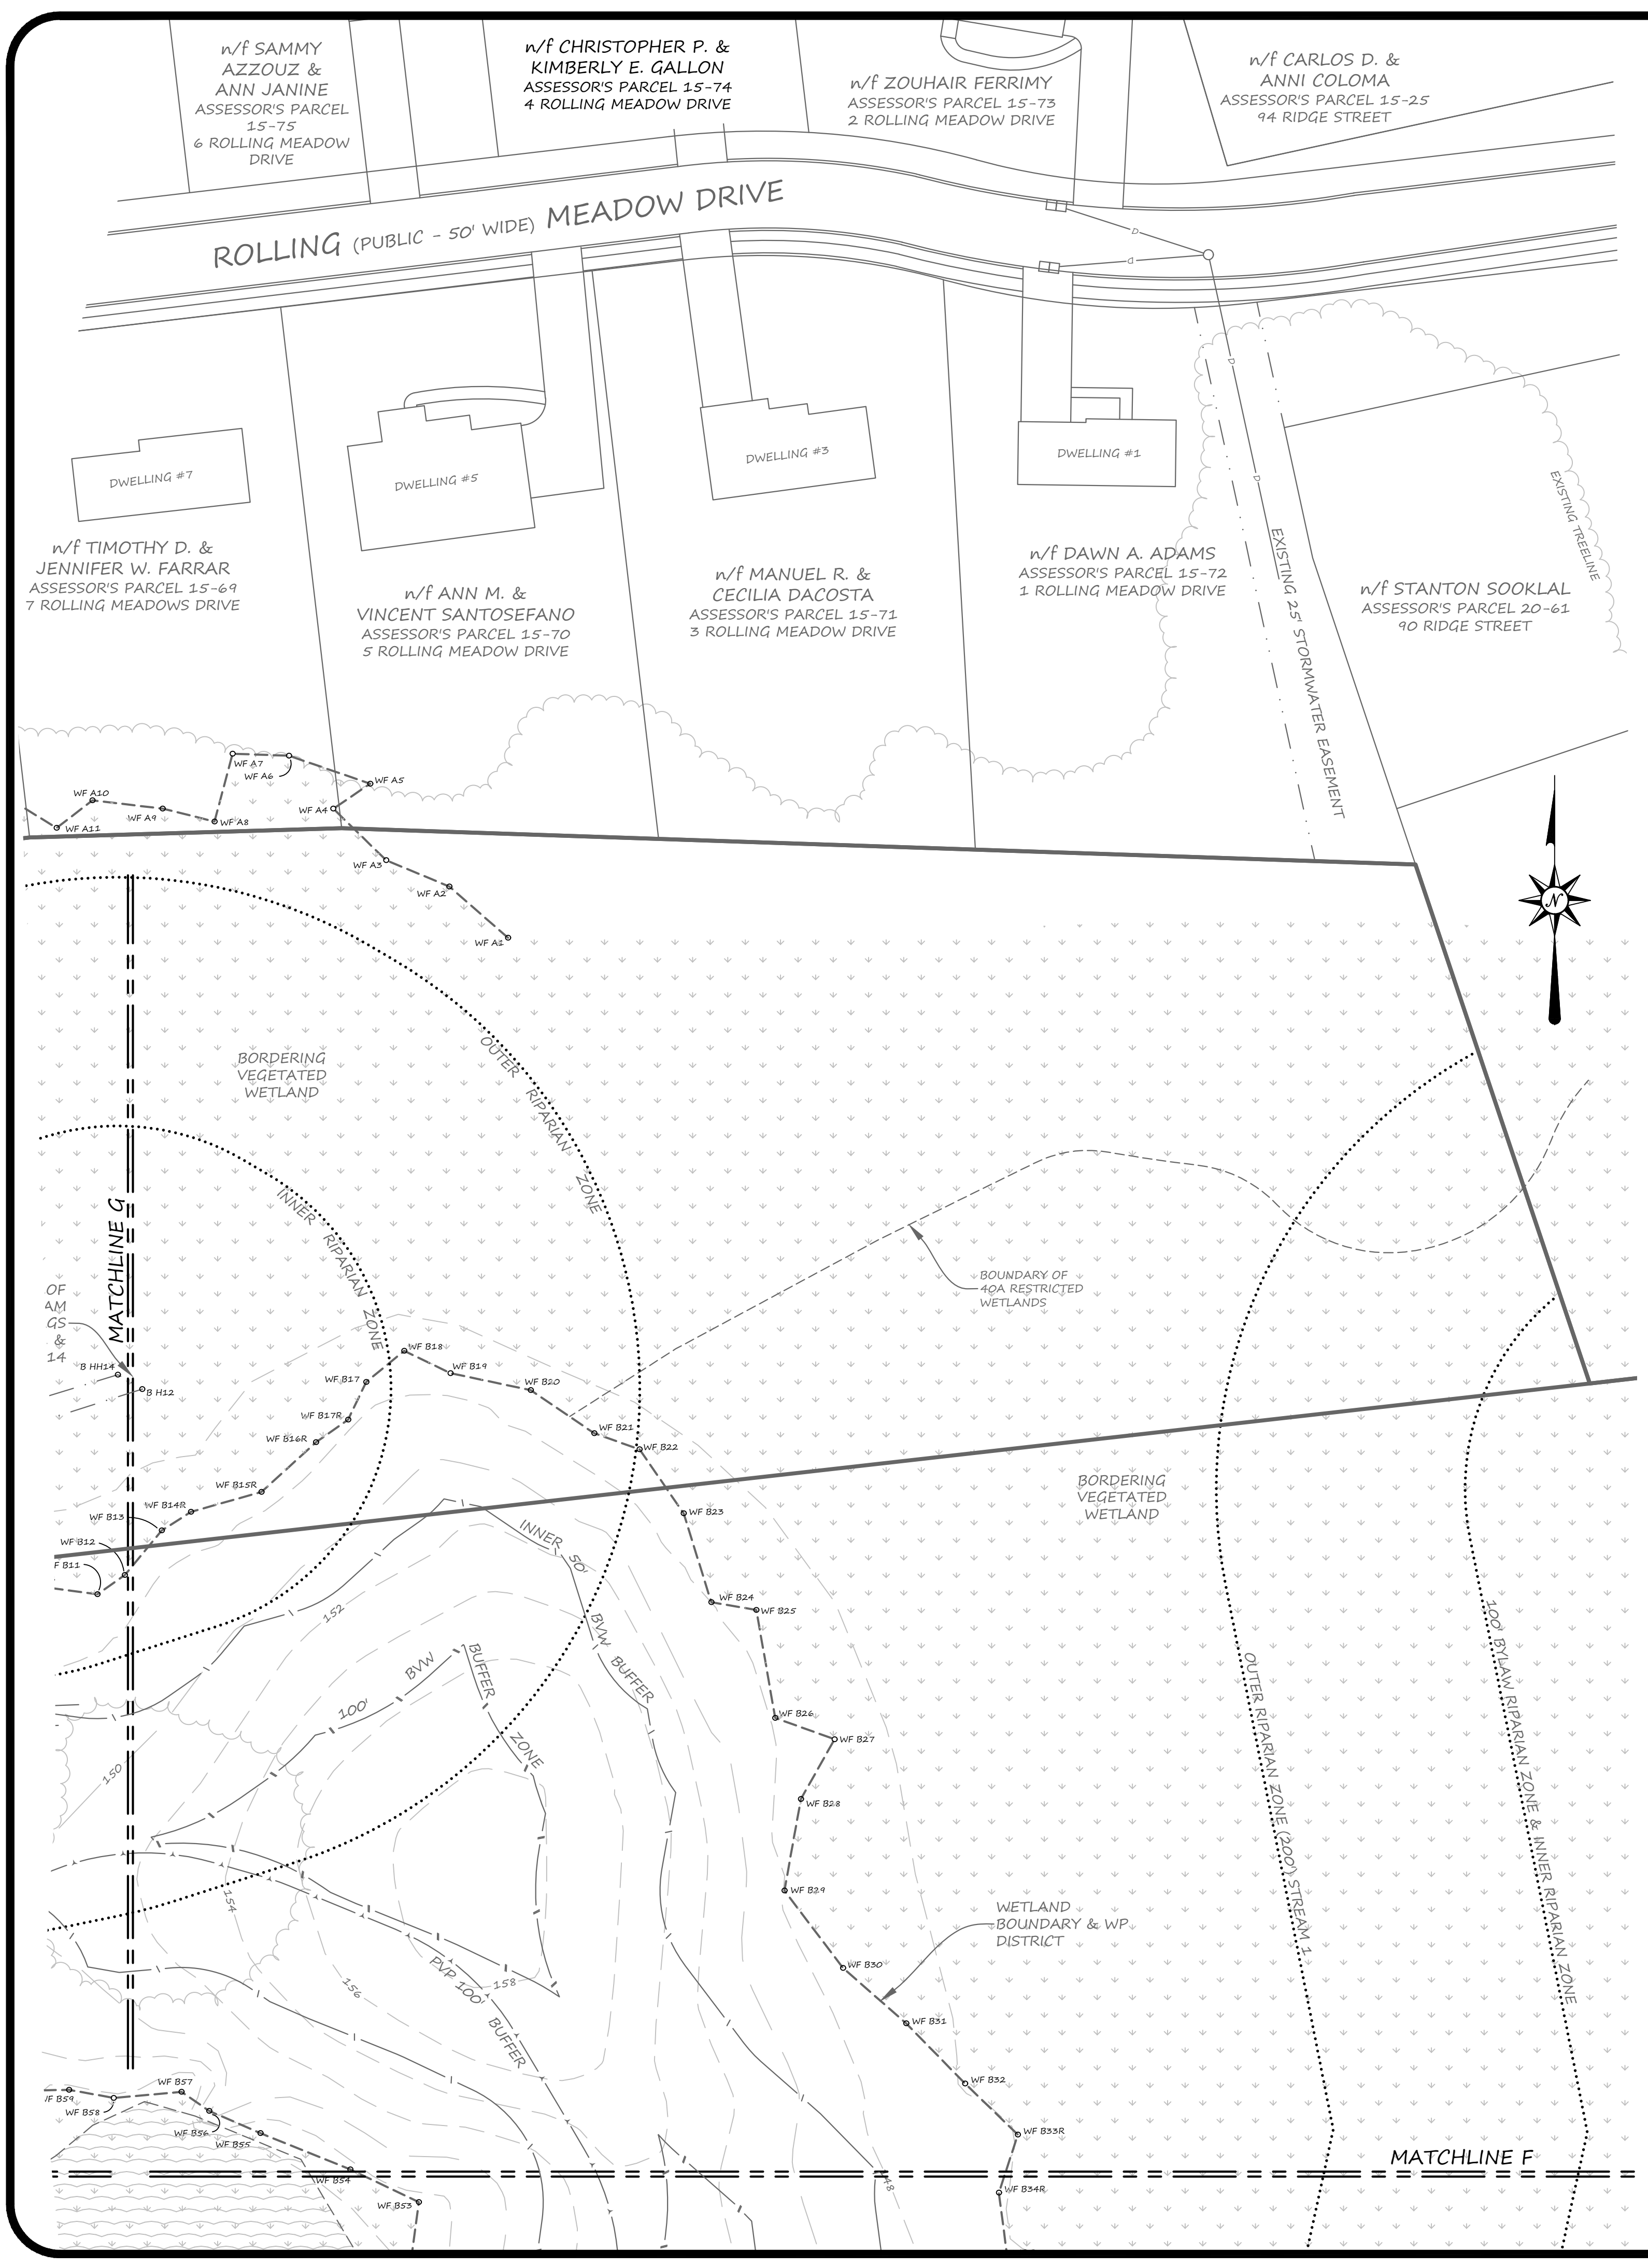 n/f SAMMY
AZZOUZ &
ANN JANINE
ASSESSOR'S PARCEL
15-75
6 ROLLING MEADOW
DRIVE
n/f CHRISTOPHER P. &
KIMBERLY E. GALLON
ASSESSOR'S PARCEL 15-74
4 ROLLING MEADOW DRIVE
n/f ZOUHAIR FERRIMY
ASSESSOR'S PARCEL 15-73
2 ROLLING MEADOW DRIVE
n/f CARLOS D. &
ANNI COLOMA
ASSESSOR'S PARCEL 15-25
94 RIDGE STREET
ROLLING (PUBLIC - 50' WIDE) MEADOW DRIVE
D
D
D
D
DWELLING #7
DWELLING #5
DWELLING #3
DWELLING #1
EXISTING TREELINE
EXISTING 25' STORMWATER EASEMENT
n/f TIMOTHY D. &
JENNIFER W. FARRAR
ASSESSOR'S PARCEL 15-69
7 ROLLING MEADOWS DRIVE
n/f ANN M. &
VINCENT SANTOSEFANO
ASSESSOR'S PARCEL 15-70
5 ROLLING MEADOW DRIVE
n/f MANUEL R. &
CECILIA DACOSTA
ASSESSOR'S PARCEL 15-71
3 ROLLING MEADOW DRIVE
n/f DAWN A. ADAMS
ASSESSOR'S PARCEL 15-72
1 ROLLING MEADOW DRIVE
n/f STANTON SOOKLAL
ASSESSOR'S PARCEL 20-61
90 RIDGE STREET
WF A7
WF A6
WF A5
WF A10
WF A4
WF A9
WF A8
WF A11
WF A3
WF A2
WF A1
N
BORDERING
VEGETATED
WETLAND
OUTER RIPARIAN ZONE
INNER RIPARIAN ZONE
MATCHLINE G
BOUNDARY OF
40A RESTRICTED
WETLANDS
OF
AM
GS
&
14
B HH14
B H12
WF B18
WF B19
WF B17
WF B20
WF B17R
WF B21
WF B16R
WF B22
WF B15R
WF B14R
WF B13
WF B23
WF B12
F B11
BORDERING
VEGETATED
WETLAND
INNER 50' BVW BUFFER
WF B24
WF B25
152
100' BVW BUFFER ZONE
WF B26
WF B27
150
WF B28
WF B29
154
OUTER RIPARIAN ZONE (200') STREAM 1
100' BYLAW RIPARIAN ZONE & INNER RIPARIAN ZONE
WETLAND
BOUNDARY & WP
DISTRICT
WF B30
156
158
PVP 100' BUFFER
WF B31
WF B32
WF B33R
WF B57
WF B59
WF B58
WF B56
WF B55
WF B54
WF B53
MATCHLINE F
48
WF B34R